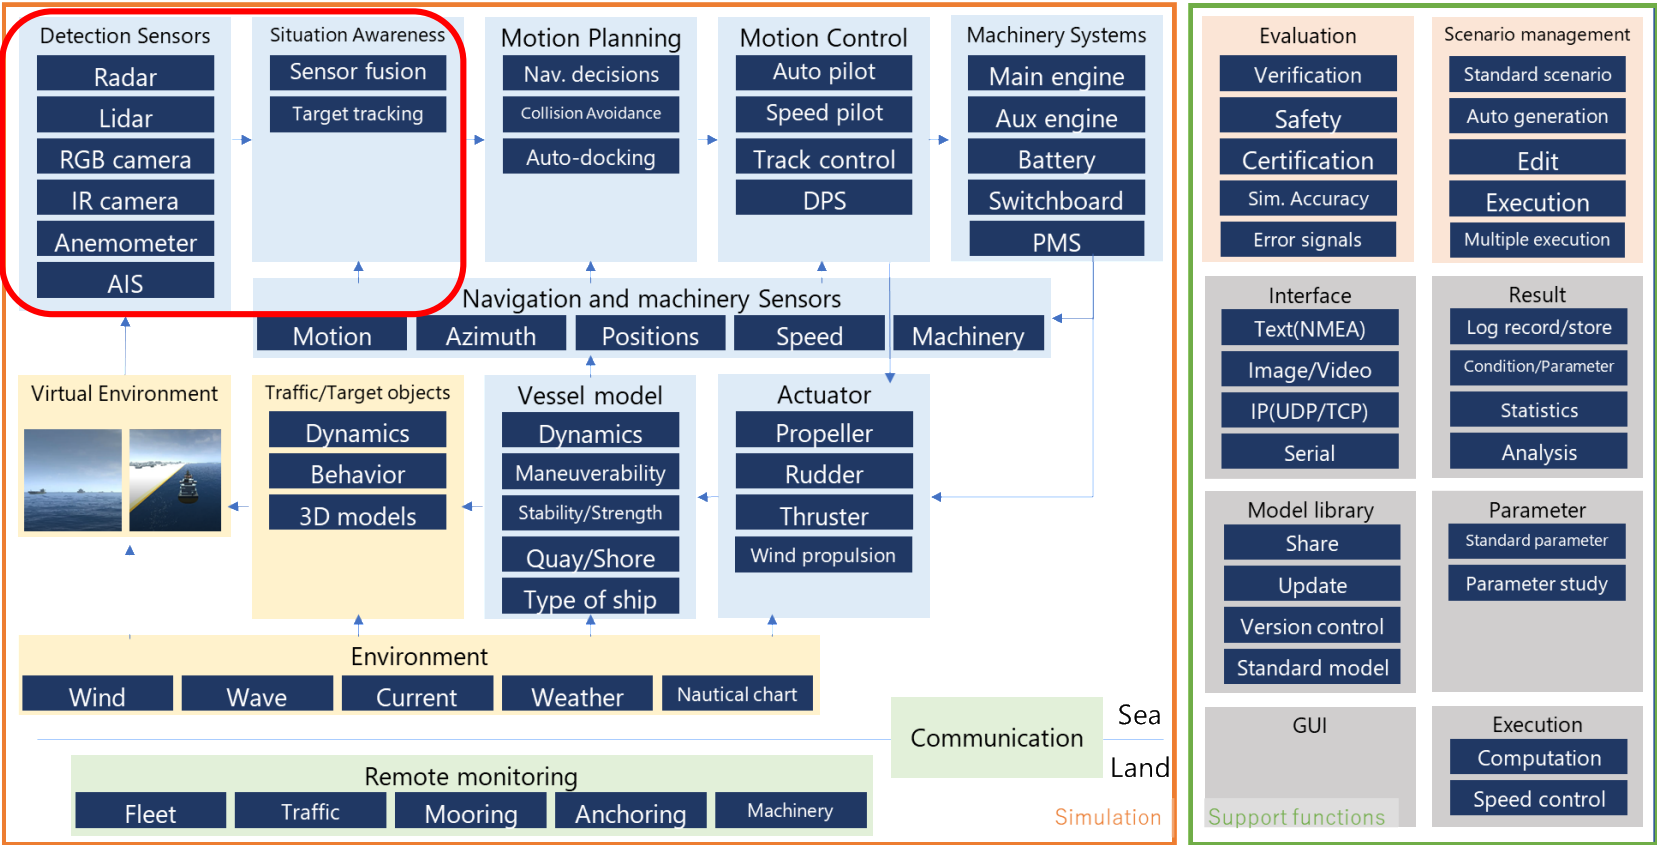 Detection Sensors
Radar
Lidar
RGB camera
IR camera
Anemometer
AIS
Situation Awareness
Sensor fusion
Target tracking
Motion Planning
Nav. decisions
Collision Avoidance
Auto-docking
Motion Control
Auto pilot
Speed pilot
Track control
DPS
Machinery Systems
Main engine
Aux engine
Battery
Switchboard
PMS
Navigation and machinery Sensors
Motion
Azimuth
Positions
Speed
Machinery
Virtual Environment
Traffic/Target objects
Dynamics
Behavior
3D models
Vessel model
Dynamics
Maneuverability
Stability/Strength
Quay/Shore
Type of ship
Actuator
Propeller
Rudder
Thruster
Wind propulsion
Environment
Wind
Wave
Current
Weather
Nautical chart
Communication
Sea
Land
Remote monitoring
Fleet
Traffic
Mooring
Anchoring
Machinery
Simulation
Evaluation
Verification
Safety
Certification
Sim. Accuracy
Error signals
Scenario management
Standard scenario
Auto generation
Edit
Execution
Multiple execution
Interface
Text(NMEA)
Image/Video
IP(UDP/TCP)
Serial
Result
Log record/store
Condition/Parameter
Statistics
Analysis
Model library
Share
Update
Version control
Standard model
Parameter
Standard parameter
Parameter study
GUI
Execution
Computation
Speed control
Support functions